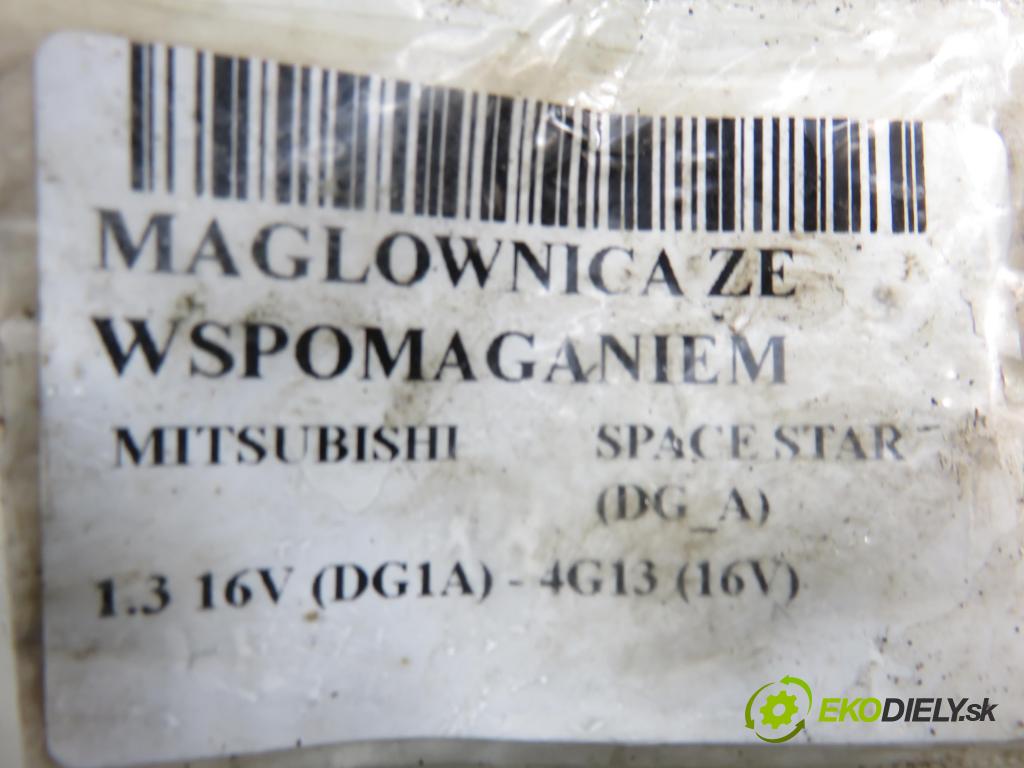 MAGLOWNICA ZE
WSPOMAGANIEM
MITSUBISHI SPACE STAR
(DG_A)
1.3 16V (DG1A) - 4G13 (16V)
EKODIELY.sk